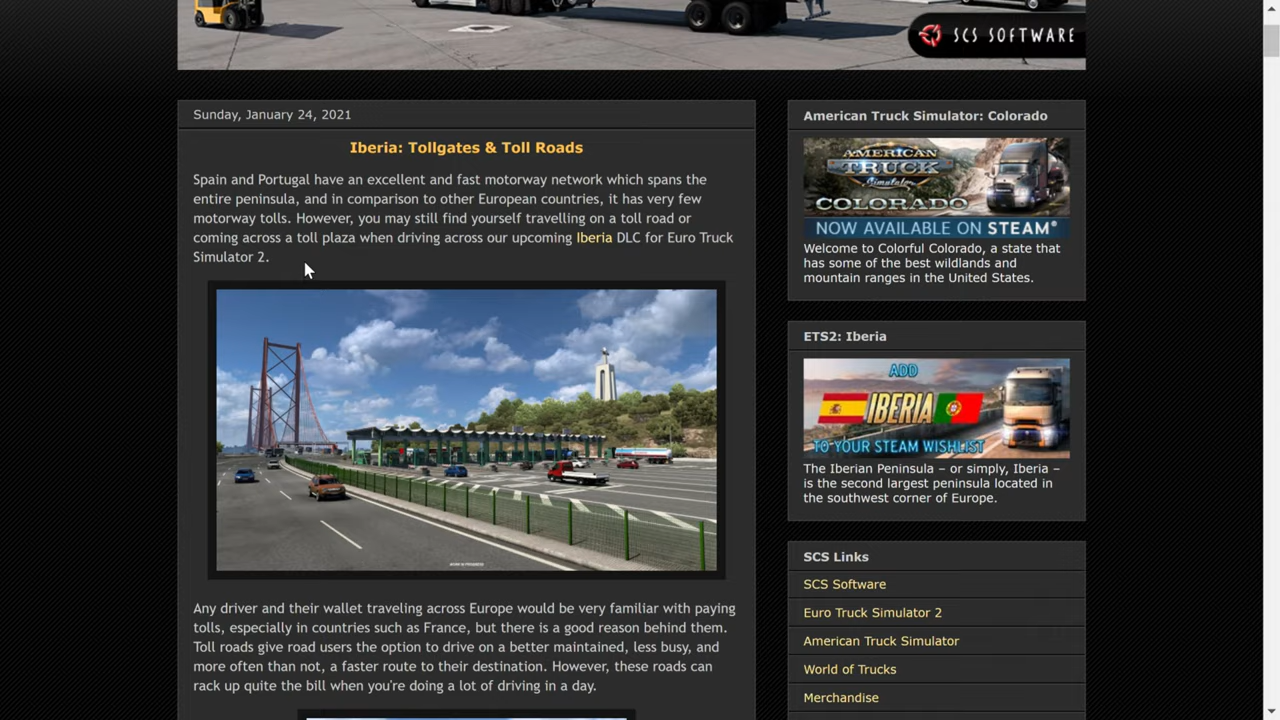 SCS SOFTWARE
Sunday, January 24, 2021
Iberia: Tollgates & Toll Roads
Spain and Portugal have an excellent and fast motorway network which spans the
entire peninsula, and in comparison to other European countries, it has very few
motorway tolls. However, you may still find yourself travelling on a toll road or
coming across a toll plaza when driving across our upcoming Iberia DLC for Euro Truck
Simulator 2.
WORK IN PROGRESS
Any driver and their wallet traveling across Europe would be very familiar with paying
tolls, especially in countries such as France, but there is a good reason behind them.
Toll roads give road users the option to drive on a better maintained, less busy, and
more often than not, a faster route to their destination. However, these roads can
rack up quite the bill when you're doing a lot of driving in a day.
American Truck Simulator: Colorado
AMERICAN
TRUCK
Simulator
COLORADO
NOW AVAILABLE ON STEAM®
Welcome to Colorful Colorado, a state that
has some of the best wildlands and
mountain ranges in the United States.
ETS2: Iberia
ADD
IBERIA
TO YOUR STEAM WISHLIST
The Iberian Peninsula – or simply, Iberia –
is the second largest peninsula located in
the southwest corner of Europe.
SCS Links
SCS Software
Euro Truck Simulator 2
American Truck Simulator
World of Trucks
Merchandise